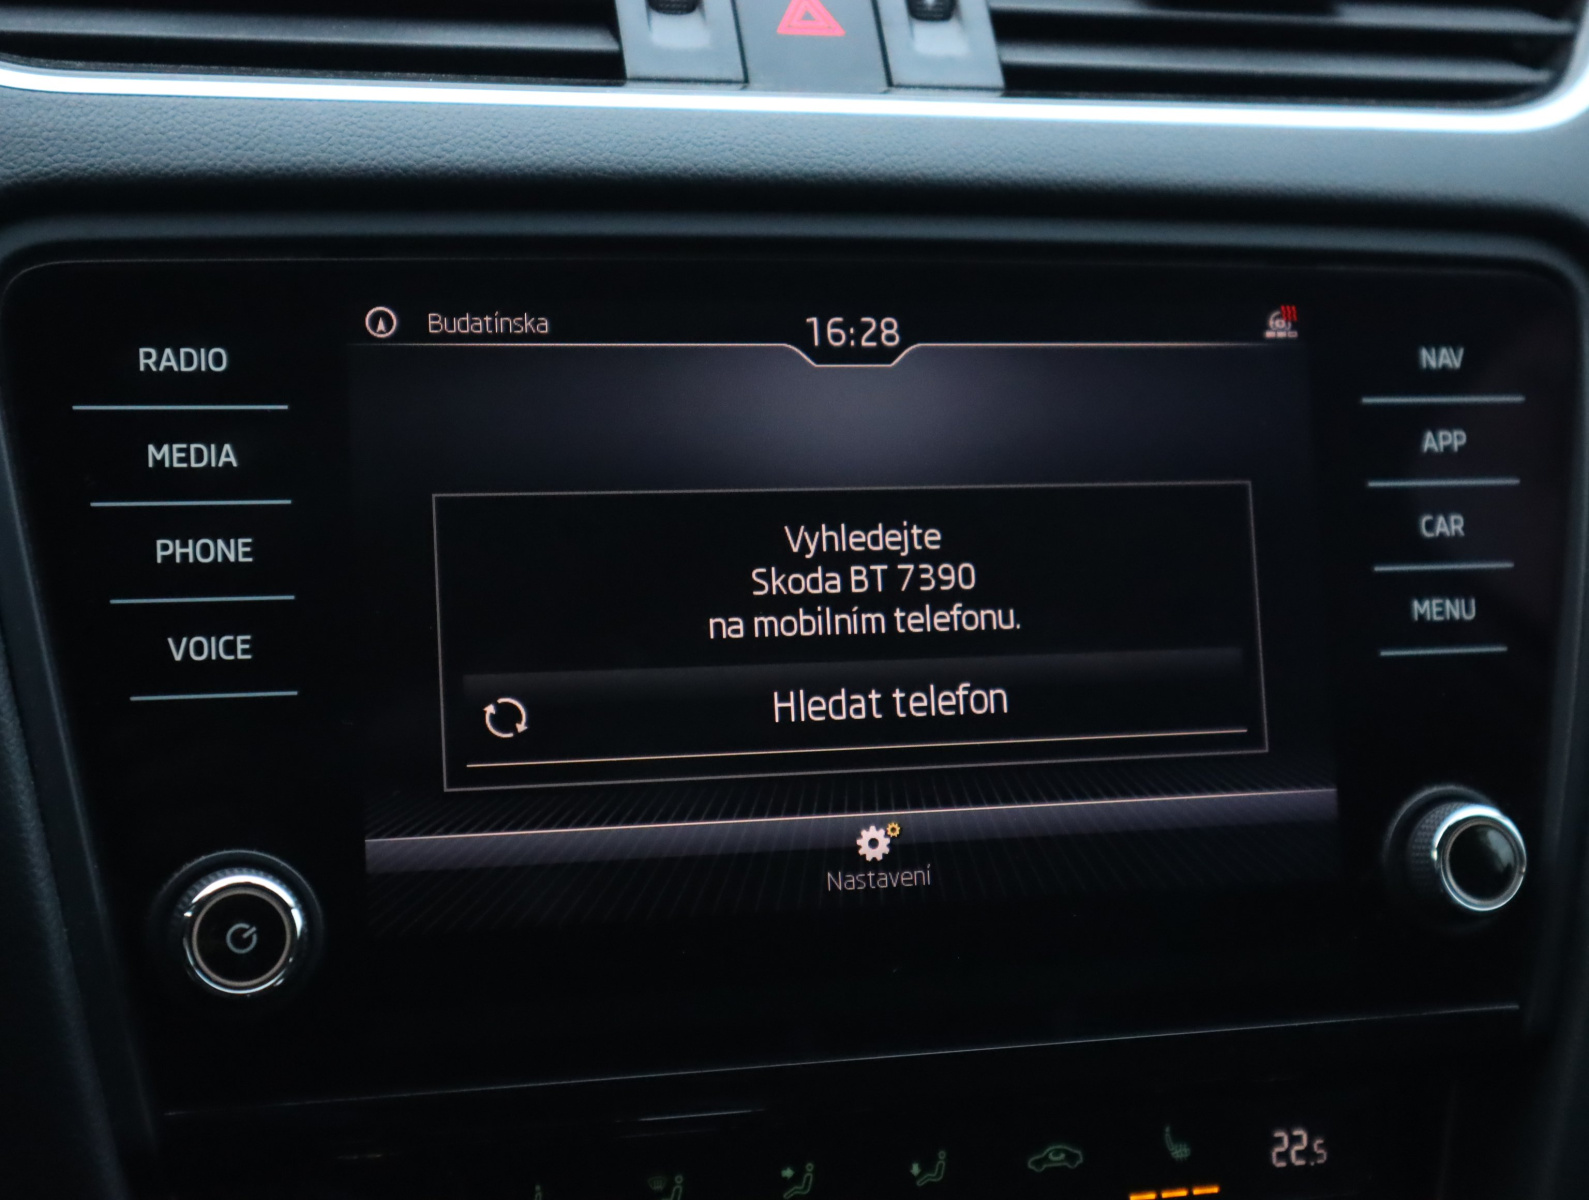 Budatínska
16:28
RADIO
MEDIA
PHONE
VOICE
NAV
APP
CAR
MENU
Vyhledejte
Skoda BT 7390
na mobilním telefonu.
Hledat telefon
Nastavení
22.5